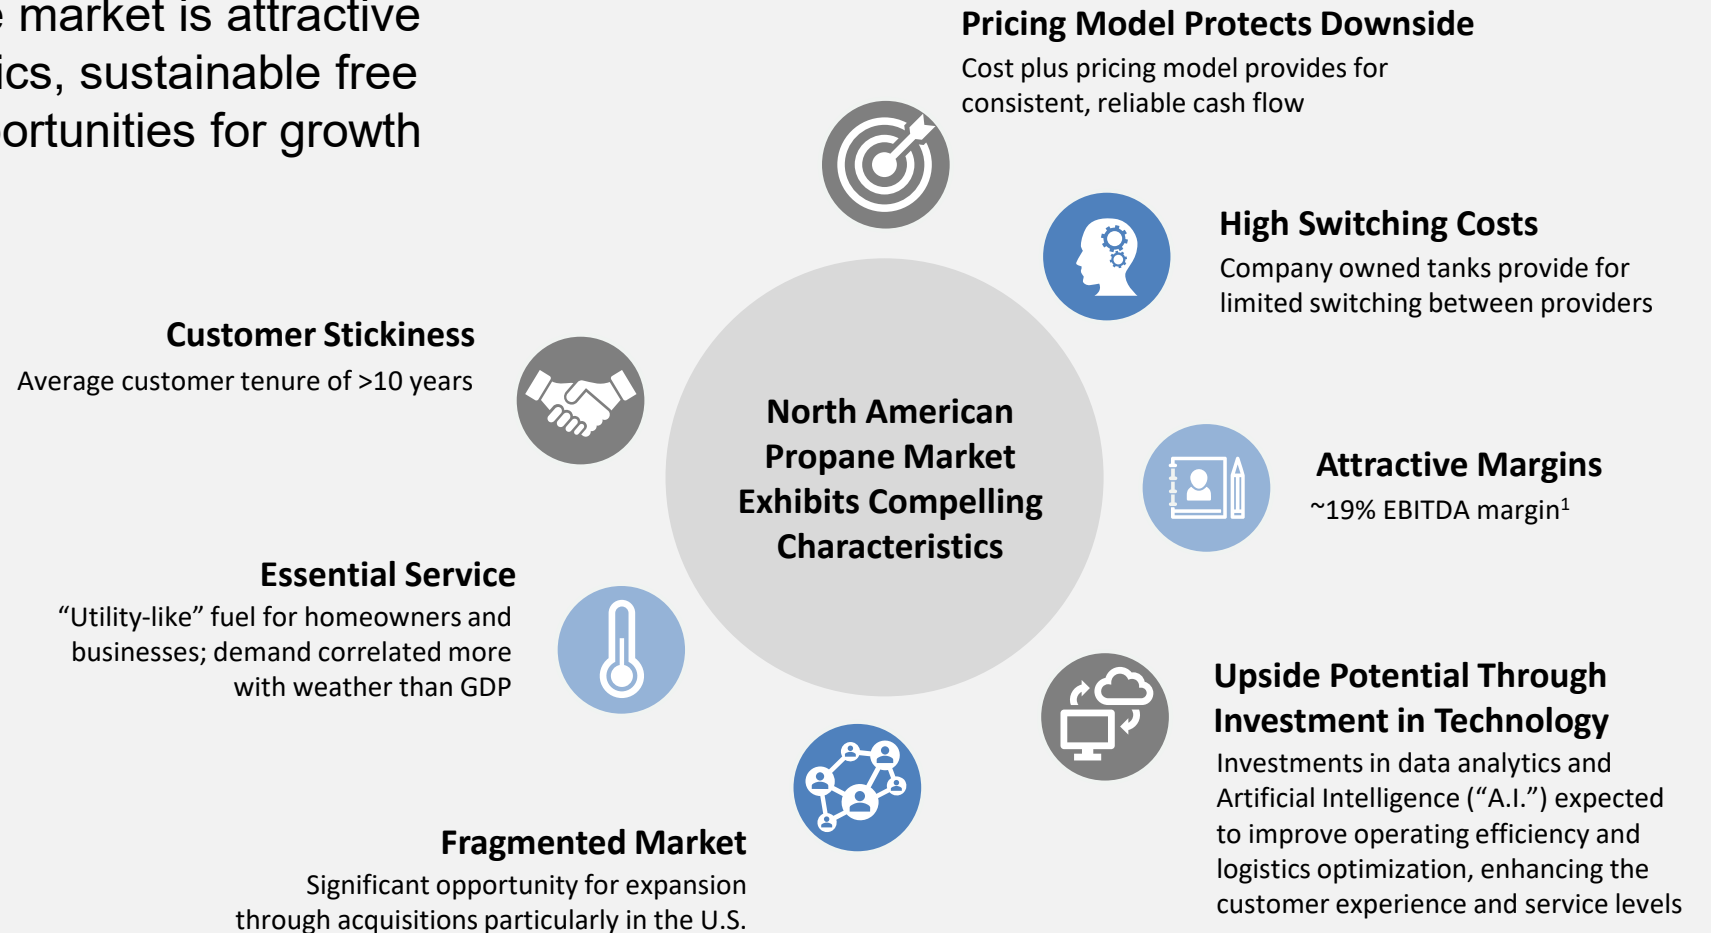 market is attractive
ics, sustainable free
portunities for growth
Pricing Model Protects Downside
Cost plus pricing model provides for
consistent, reliable cash flow
High Switching Costs
Company owned tanks provide for
limited switching between providers
Customer Stickiness
Average customer tenure of >10 years
North American
Propane Market
Exhibits Compelling
Characteristics
Attractive Margins
~19% EBITDA margin¹
Essential Service
“Utility-like” fuel for homeowners and
businesses; demand correlated more
with weather than GDP
Upside Potential Through
Investment in Technology
Investments in data analytics and
Artificial Intelligence (“A.I.”) expected
to improve operating efficiency and
logistics optimization, enhancing the
customer experience and service levels
Fragmented Market
Significant opportunity for expansion
through acquisitions particularly in the U.S.